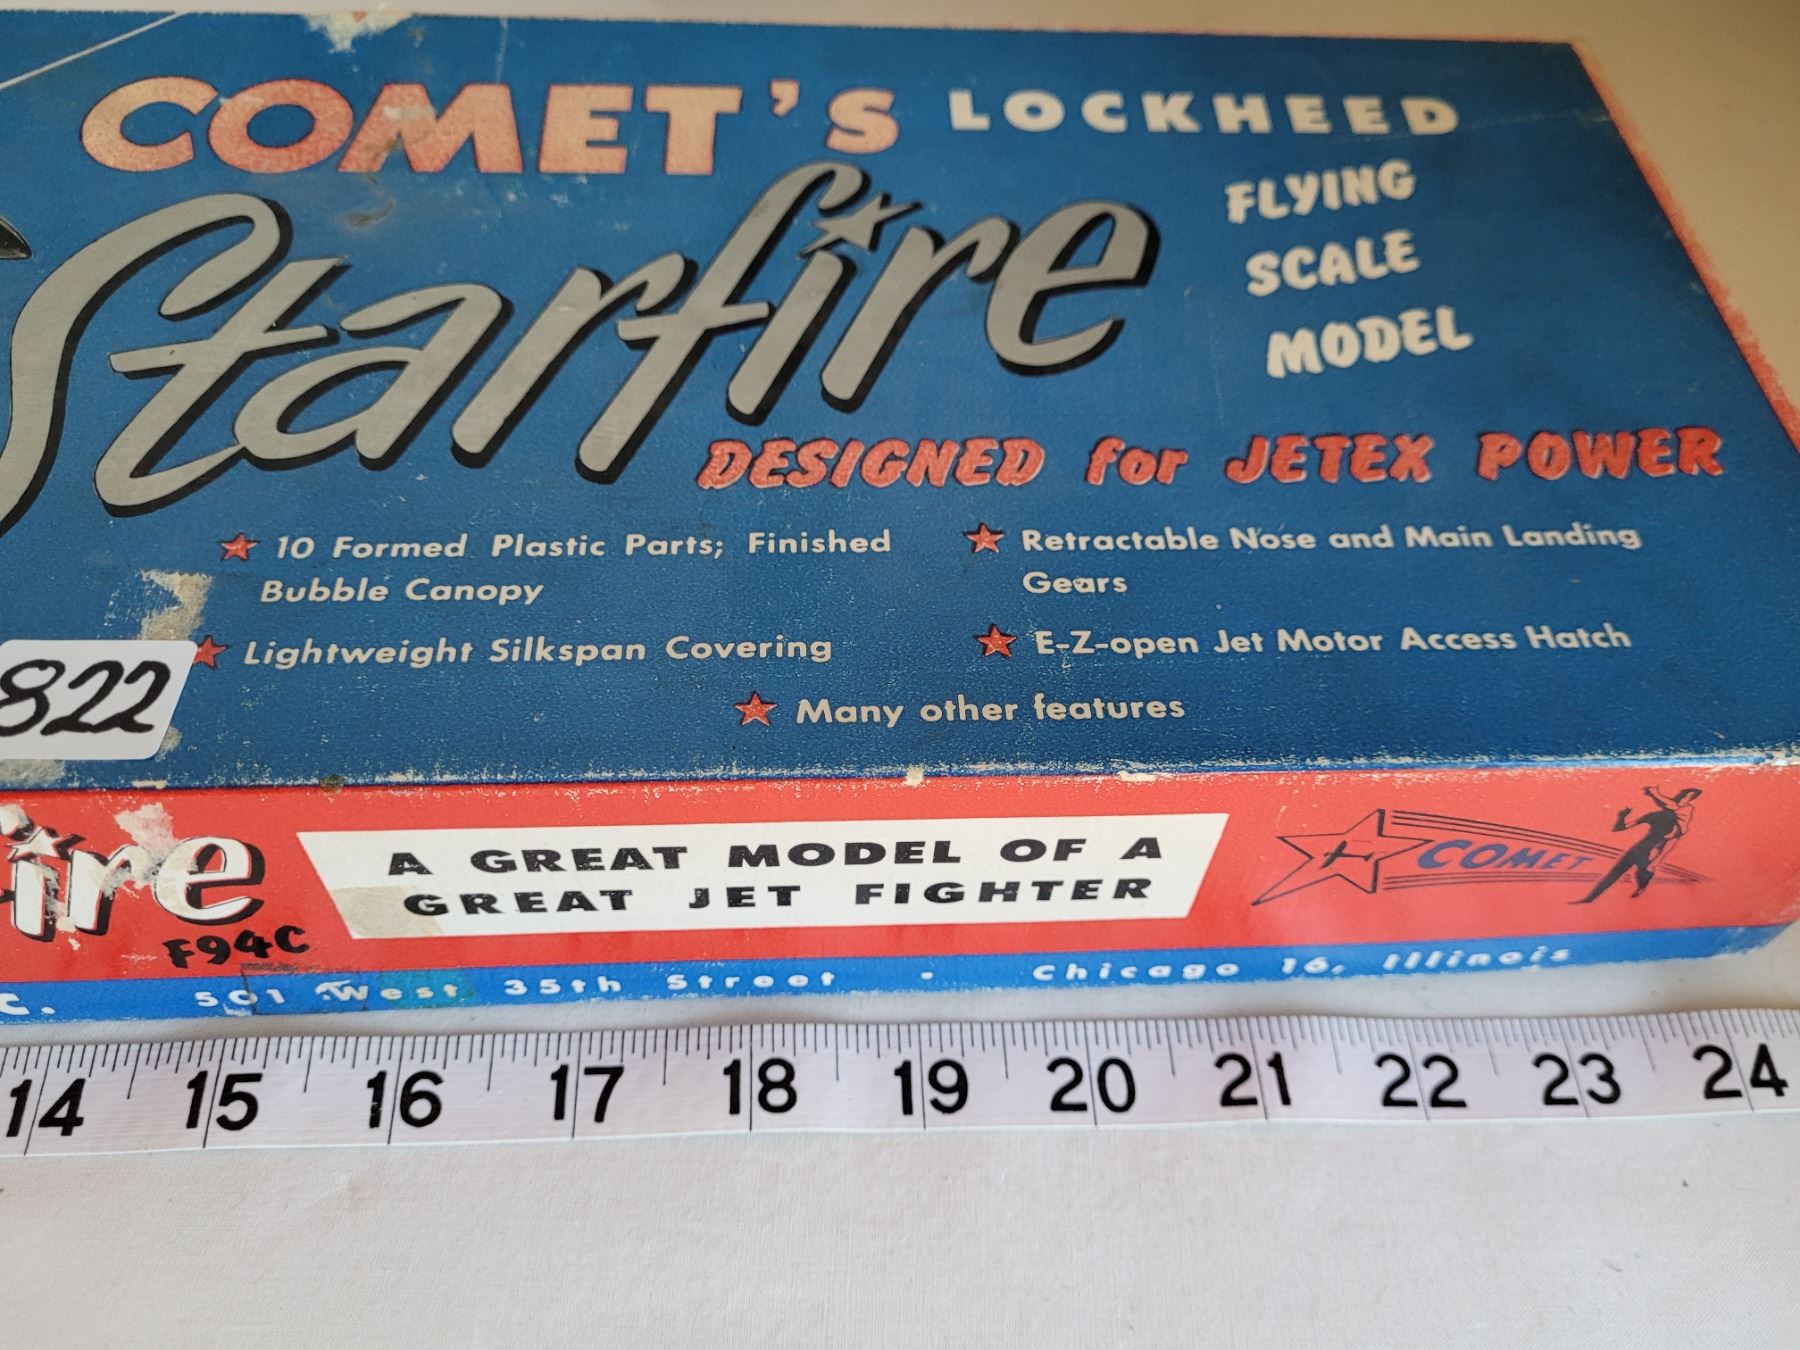 COMET'S LOCKHEED
Starfire
FLYING
SCALE
MODEL
DESIGNED for JETEX POWER
10 Formed Plastic Parts; Finished
Bubble Canopy
Lightweight Silkspan Covering
Retractable Nose and Main Landing
Gears
E-Z-open Jet Motor Access Hatch
Many other features
822
ire
F94C
A GREAT MODEL OF A
GREAT JET FIGHTER
COMET
C. 501 West 35th Street • Chicago 16, Illinois
14 15 16 17 18 19 20 21 22 23 24